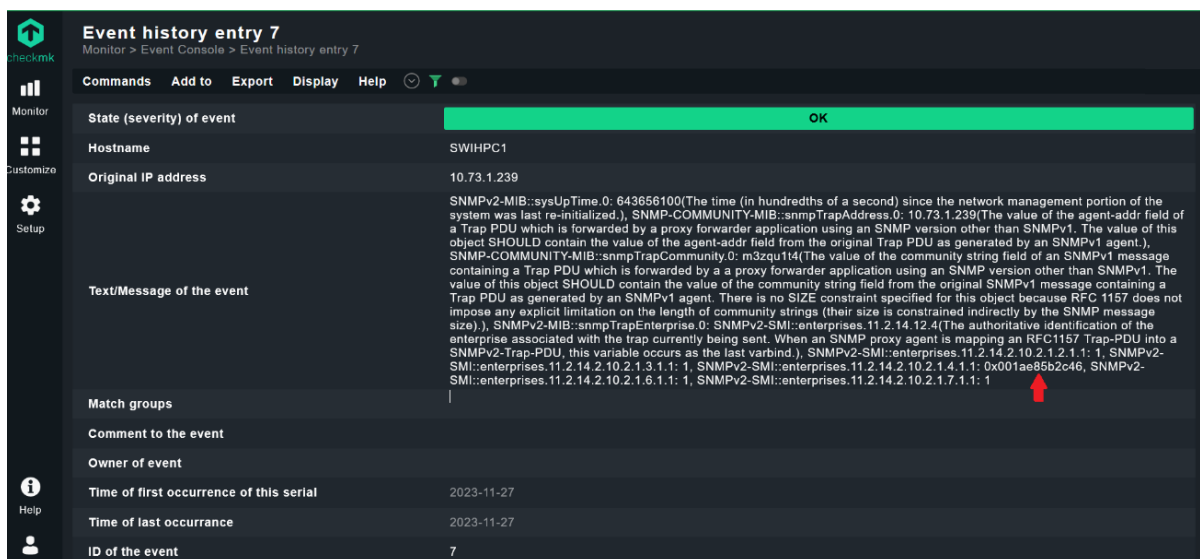 Event history entry 7
Monitor > Event Console > Event history entry 7
checkmk
Monitor
Customize
Setup
Help
Commands Add to Export Display Help
State (severity) of event OK
Hostname SWIHPC1
Original IP address 10.73.1.239
Text/Message of the event
SNMPv2-MIB::sysUpTime.0: 643656100(The time (in hundredths of a second) since the network management portion of the
system was last re-initialized.), SNMP-COMMUNITY-MIB::snmpTrapAddress.0: 10.73.1.239(The value of the agent-addr field of
a Trap PDU which is forwarded by a proxy forwarder application using an SNMP version other than SNMPv1. The value of this
object SHOULD contain the value of the agent-addr field from the original Trap PDU as generated by an SNMPv1 agent.),
SNMP-COMMUNITY-MIB::snmpTrapCommunity.0: m3zqu1t4(The value of the community string field of an SNMPv1 message
containing a Trap PDU which is forwarded by a a proxy forwarder application using an SNMP version other than SNMPv1. The
value of this object SHOULD contain the value of the community string field from the original SNMPv1 message containing a
Trap PDU as generated by an SNMPv1 agent. There is no SIZE constraint specified for this object because RFC 1157 does not
impose any explicit limitation on the length of community strings (their size is constrained indirectly by the SNMP message
size).), SNMPv2-MIB::snmpTrapEnterprise.0: SNMPv2-SMI::enterprises.11.2.14.12.4(The authoritative identification of the
enterprise associated with the trap currently being sent. When an SNMP proxy agent is mapping an RFC1157 Trap-PDU into a
SNMPv2-Trap-PDU, this variable occurs as the last varbind.), SNMPv2-SMI::enterprises.11.2.14.2.10.2.1.2.1.1: 1, SNMPv2-
SMI::enterprises.11.2.14.2.10.2.1.3.1.1: 1, SNMPv2-SMI::enterprises.11.2.14.2.10.2.1.4.1.1: 0x001ae85b2c46, SNMPv2-
SMI::enterprises.11.2.14.2.10.2.1.6.1.1: 1, SNMPv2-SMI::enterprises.11.2.14.2.10.2.1.7.1.1: 1
Match groups
Comment to the event
Owner of event
Time of first occurrence of this serial 2023-11-27
Time of last occurrance 2023-11-27
ID of the event 7